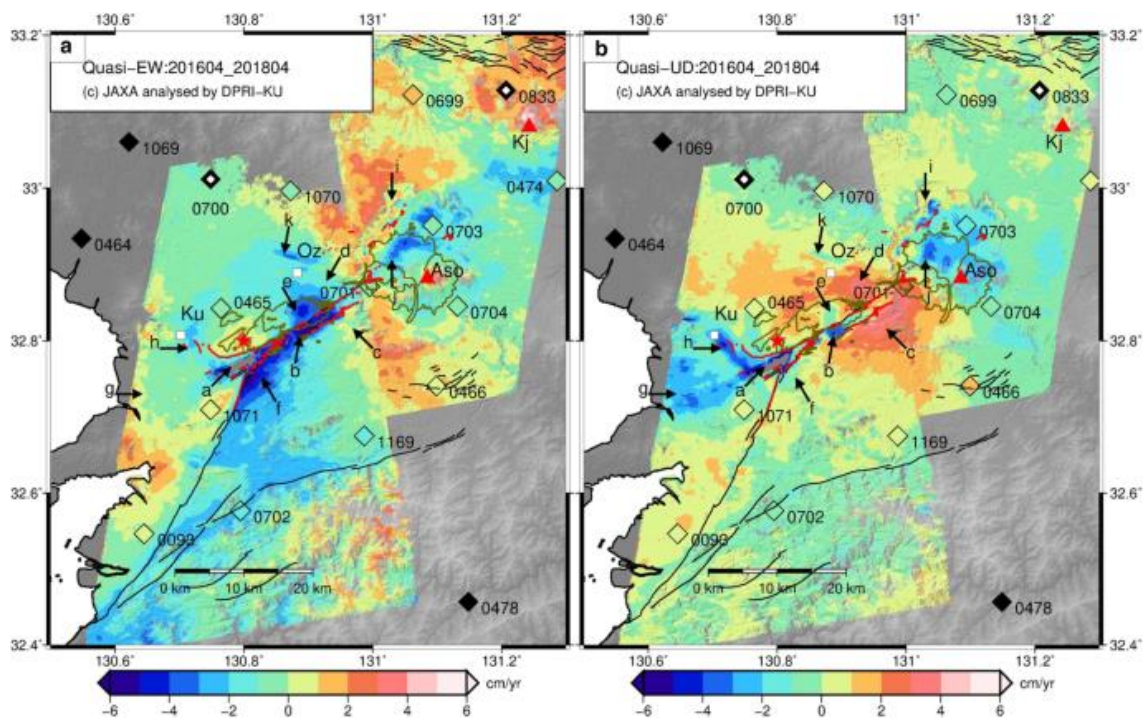 130.6° 130.8° 131° 131.2° 130.6° 130.8° 131° 131.2°
33.2° 33.2°
a b
Quasi-EW:201604_201804 Quasi-UD:201604_201804
(c) JAXA analysed by DPRI-KU (c) JAXA analysed by DPRI-KU
0699 0833 0699 0833
Kj Kj
1069 1069
33° i 33°
0700 1070 0474 0700 1070
k 0703 k 0703
0464 Oz d 0464 Oz d
Aso Aso
e 0701 e 0701 j
Ku 0465 0704 Ku 0465 0704
32.8° h c h c 32.8°
b b
g a f 0466 g a f 0466
1071 1071
1169 1169
32.6° 32.6°
0702 0702
0093 0093
0 km 10 km 20 km 0 km 10 km 20 km
0478 0478
32.4° 32.4°
130.6° 130.8° 131° 131.2° 130.6° 130.8° 131° 131.2°
cm/yr cm/yr
−6 −4 −2 0 2 4 6 −6 −4 −2 0 2 4 6